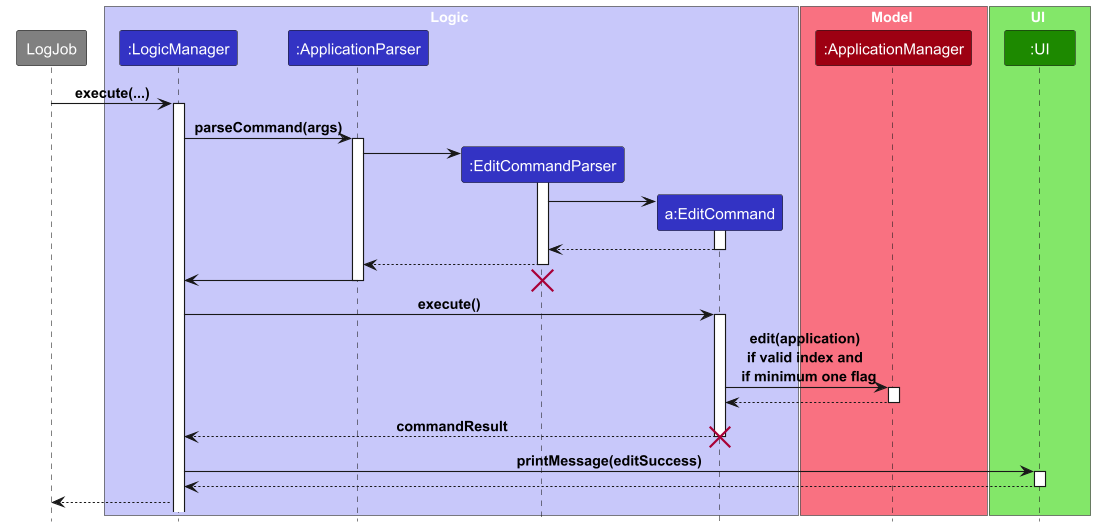 Logic
Model
UI
LogJob
:LogicManager
:ApplicationParser
:ApplicationManager
:UI
execute(...)
parseCommand(args)
:EditCommandParser
a:EditCommand
execute()
edit(application)
if valid index and
if minimum one flag
commandResult
printMessage(editSuccess)